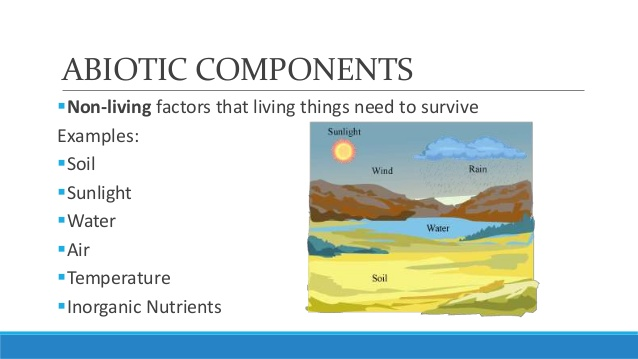 ABIOTIC COMPONENTS
▪Non-living factors that living things need to survive
Examples:
▪Soil
▪Sunlight
▪Water
▪Air
▪Temperature
▪Inorganic Nutrients
Sunlight
Wind
Rain
Water
Soil